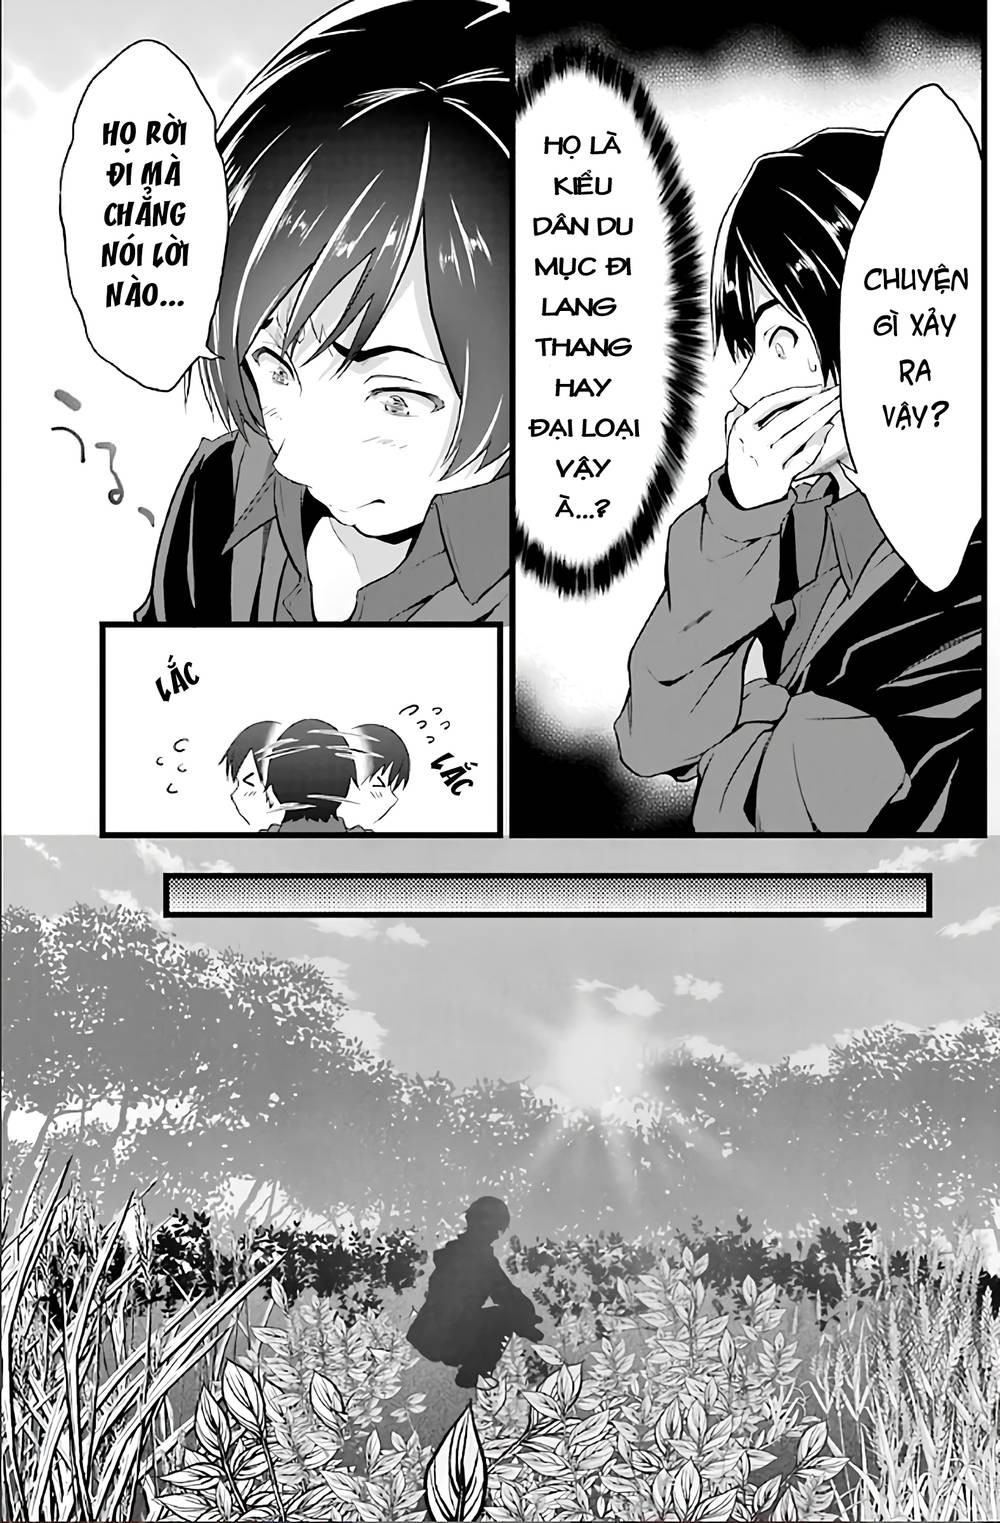 CHUYỆN
GÌ XẢY
RA
VẬY?
HỌ LÀ
KIỂU
DÂN DU
MỤC ĐI
LANG
THANG
HAY
ĐẠI LOẠI
VẬY
À...?
HỌ RỜI
ĐI MÀ
CHẲNG
NÓI LỜI
NÀO...
LẮC
LẮC